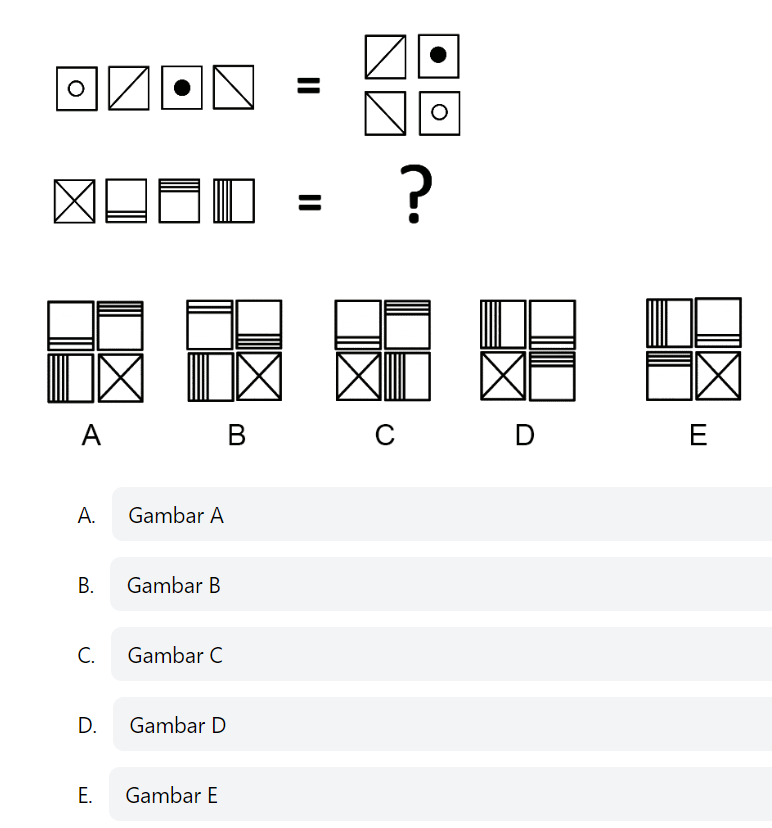 =
= ?
A B C D E
A. Gambar A
B. Gambar B
C. Gambar C
D. Gambar D
E. Gambar E